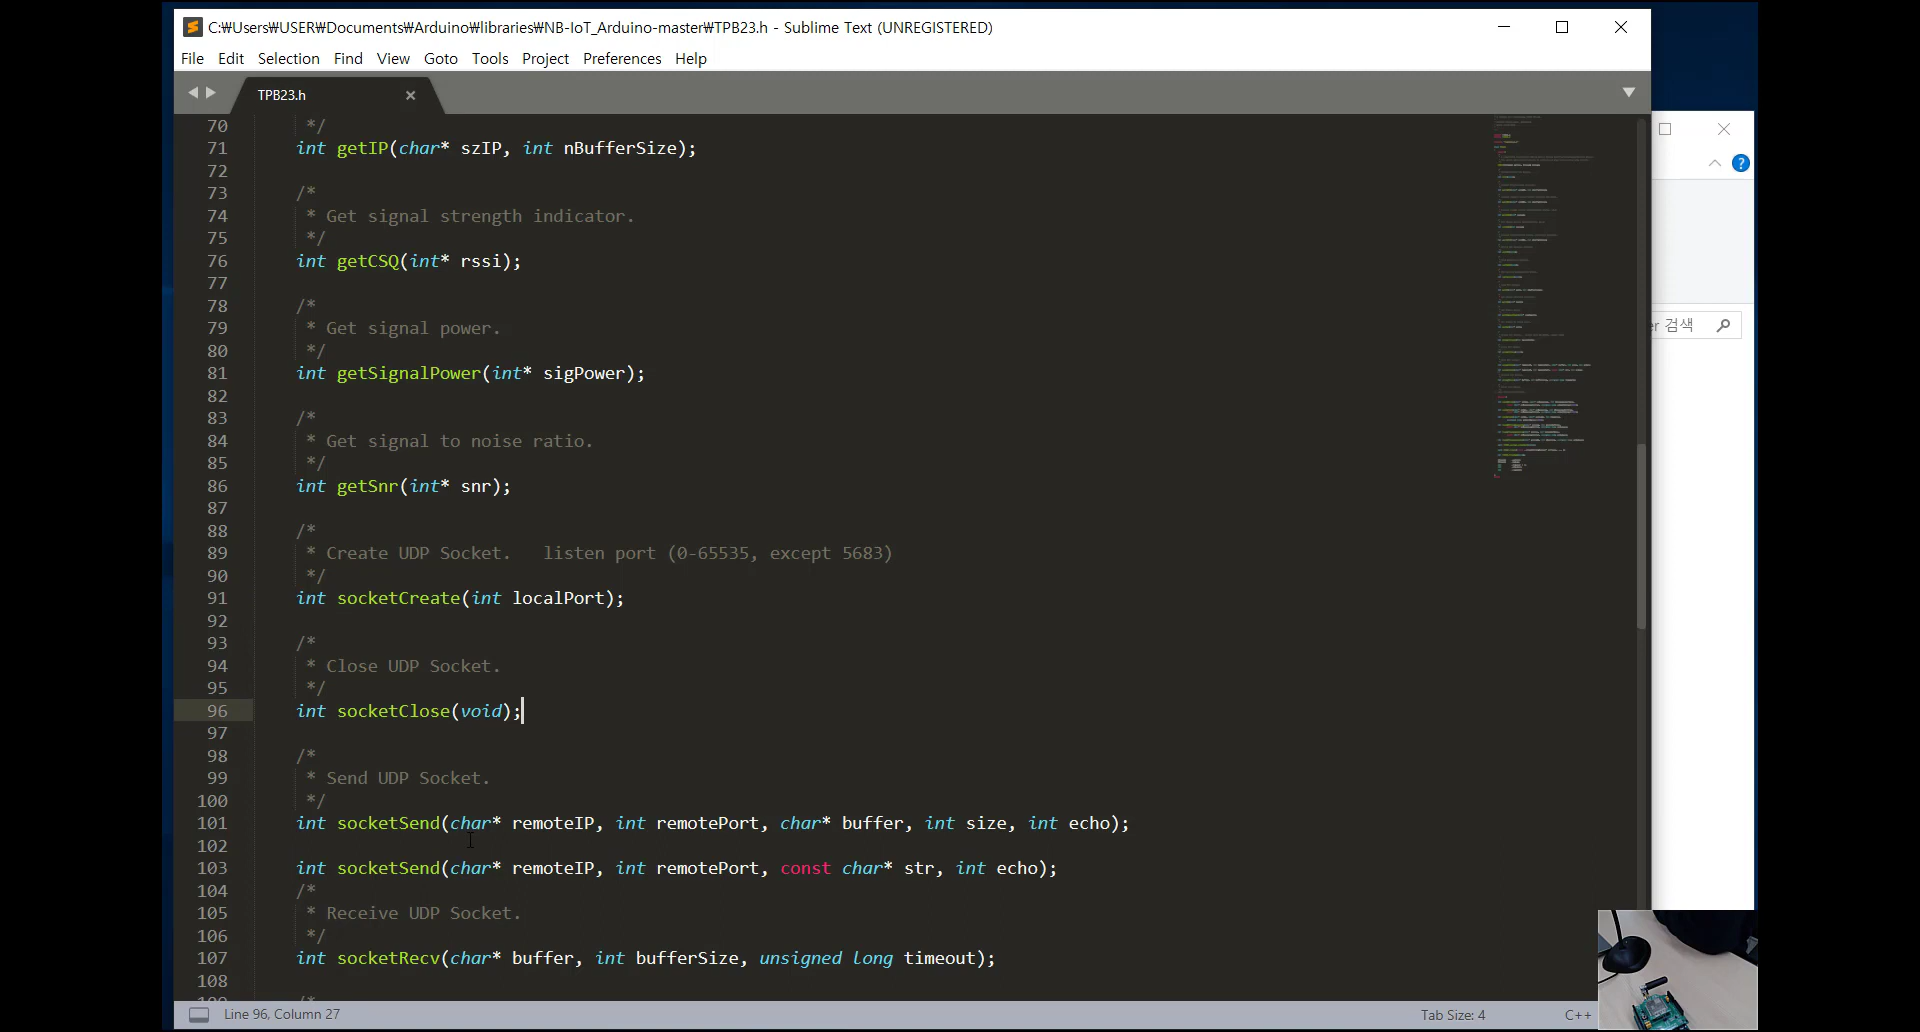 C:₩Users₩USER₩Documents₩Arduino₩libraries₩NB-IoT_Arduino-master₩TPB23.h - Sublime Text (UNREGISTERED)
File Edit Selection Find View Goto Tools Project Preferences Help
TPB23.h
70 */
71 int getIP(char* szIP, int nBufferSize);
72
73 /*
74 * Get signal strength indicator.
75 */
76 int getCSQ(int* rssi);
77
78 /*
79 * Get signal power.
80 */
81 int getSignalPower(int* sigPower);
82
83 /*
84 * Get signal to noise ratio.
85 */
86 int getSnr(int* snr);
87
88 /*
89 * Create UDP Socket.   listen port (0-65535, except 5683)
90 */
91 int socketCreate(int localPort);
92
93 /*
94 * Close UDP Socket.
95 */
96 int socketClose(void);
97
98 /*
99 * Send UDP Socket.
100 */
101 int socketSend(char* remoteIP, int remotePort, char* buffer, int size, int echo);
102
103 int socketSend(char* remoteIP, int remotePort, const char* str, int echo);
104 /*
105 * Receive UDP Socket.
106 */
107 int socketRecv(char* buffer, int bufferSize, unsigned long timeout);
108
109 /*
Line 96, Column 27
Tab Size: 4
C++
er 검색